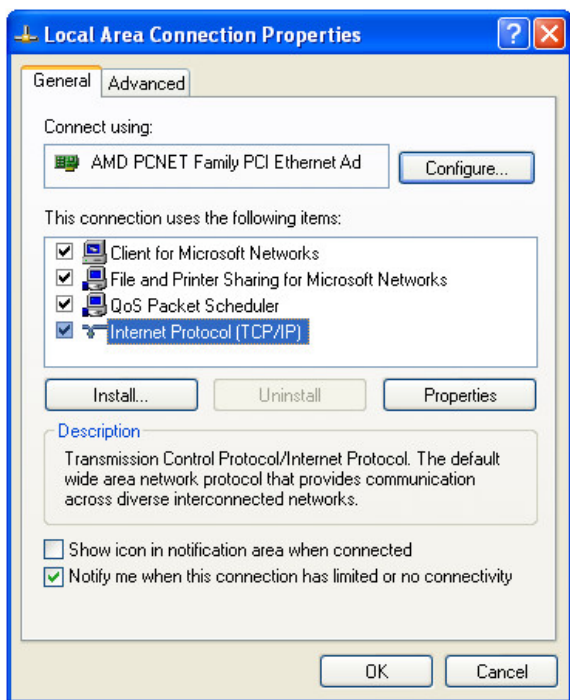 Local Area Connection Properties
General
Advanced
Connect using:
AMD PCNET Family PCI Ethernet Ad
Configure...
This connection uses the following items:
Client for Microsoft Networks
File and Printer Sharing for Microsoft Networks
QoS Packet Scheduler
Internet Protocol (TCP/IP)
Install...
Uninstall
Properties
Description
Transmission Control Protocol/Internet Protocol. The default
wide area network protocol that provides communication
across diverse interconnected networks.
Show icon in notification area when connected
Notify me when this connection has limited or no connectivity
OK
Cancel